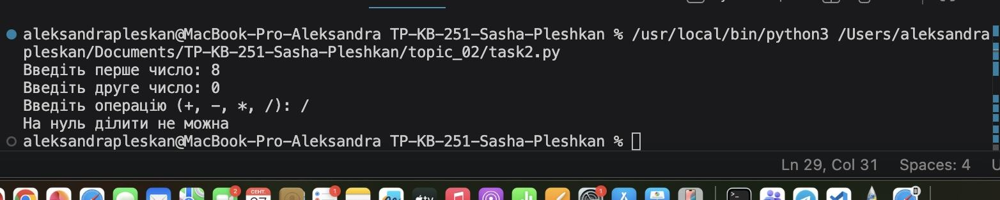 aleksandrapleskan@MacBook-Pro-Aleksandra TP-KB-251-Sasha-Pleshkan % /usr/local/bin/python3 /Users/aleksandra
pleskan/Documents/TP-KB-251-Sasha-Pleshkan/topic_02/task2.py
Введіть перше число: 8
Введіть друге число: 0
Введіть операцію (+, -, *, /): /
На нуль ділити не можна
aleksandrapleskan@MacBook-Pro-Aleksandra TP-KB-251-Sasha-Pleshkan %
Ln 29, Col 31 Spaces: 4
2 СЕНТ. 1 tv 1